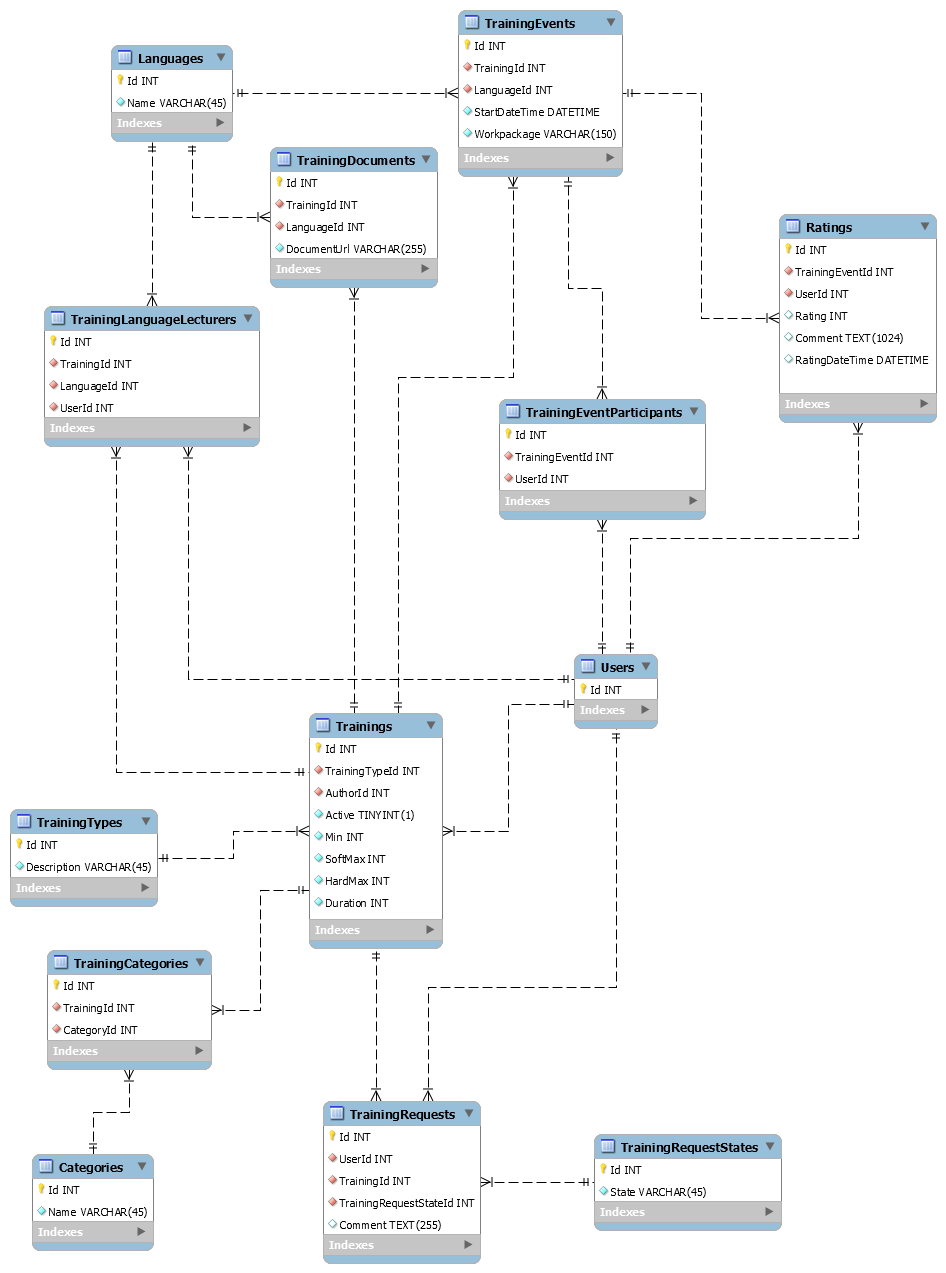 TrainingEvents
Id INT
TrainingId INT
LanguageId INT
StartDateTime DATETIME
Workpackage VARCHAR(150)
Indexes
Languages
Id INT
Name VARCHAR(45)
Indexes
TrainingDocuments
Id INT
TrainingId INT
LanguageId INT
DocumentUrl VARCHAR(255)
Indexes
Ratings
Id INT
TrainingEventId INT
UserId INT
Rating INT
Comment TEXT(1024)
RatingDateTime DATETIME
Indexes
TrainingLanguageLecturers
Id INT
TrainingId INT
LanguageId INT
UserId INT
Indexes
TrainingEventParticipants
Id INT
TrainingEventId INT
UserId INT
Indexes
Users
Id INT
Indexes
Trainings
Id INT
TrainingTypeId INT
AuthorId INT
Active TINYINT(1)
Min INT
SoftMax INT
HardMax INT
Duration INT
Indexes
TrainingTypes
Id INT
Description VARCHAR(45)
Indexes
TrainingCategories
Id INT
TrainingId INT
CategoryId INT
Indexes
Categories
Id INT
Name VARCHAR(45)
Indexes
TrainingRequests
Id INT
UserId INT
TrainingId INT
TrainingRequestStateId INT
Comment TEXT(255)
Indexes
TrainingRequestStates
Id INT
State VARCHAR(45)
Indexes